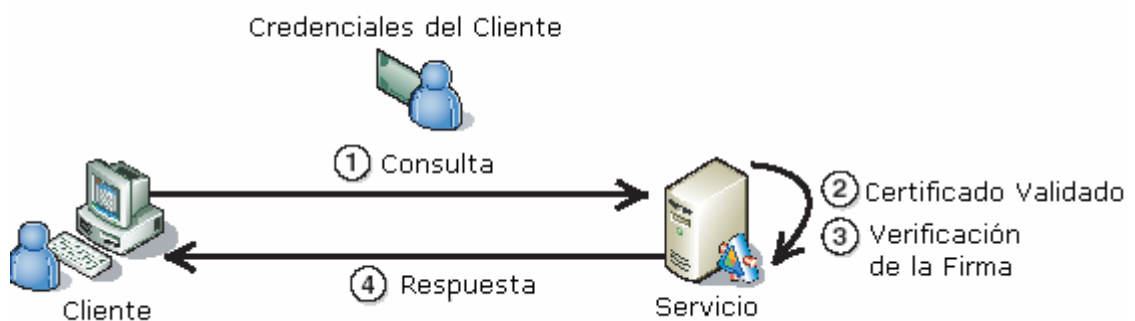 Credenciales del Cliente
1 Consulta
2 Certificado Validado
3 Verificación
de la Firma
4 Respuesta
Cliente
Servicio